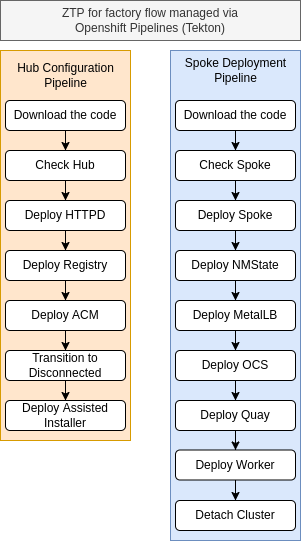 ZTP for factory flow managed via
Openshift Pipelines (Tekton)
Hub Configuration
Pipeline
Download the code
Check Hub
Deploy HTTPD
Deploy Registry
Deploy ACM
Transition to
Disconnected
Deploy Assisted
Installer
Spoke Deployment
Pipeline
Download the code
Check Spoke
Deploy Spoke
Deploy NMState
Deploy MetalLB
Deploy OCS
Deploy Quay
Deploy Worker
Detach Cluster